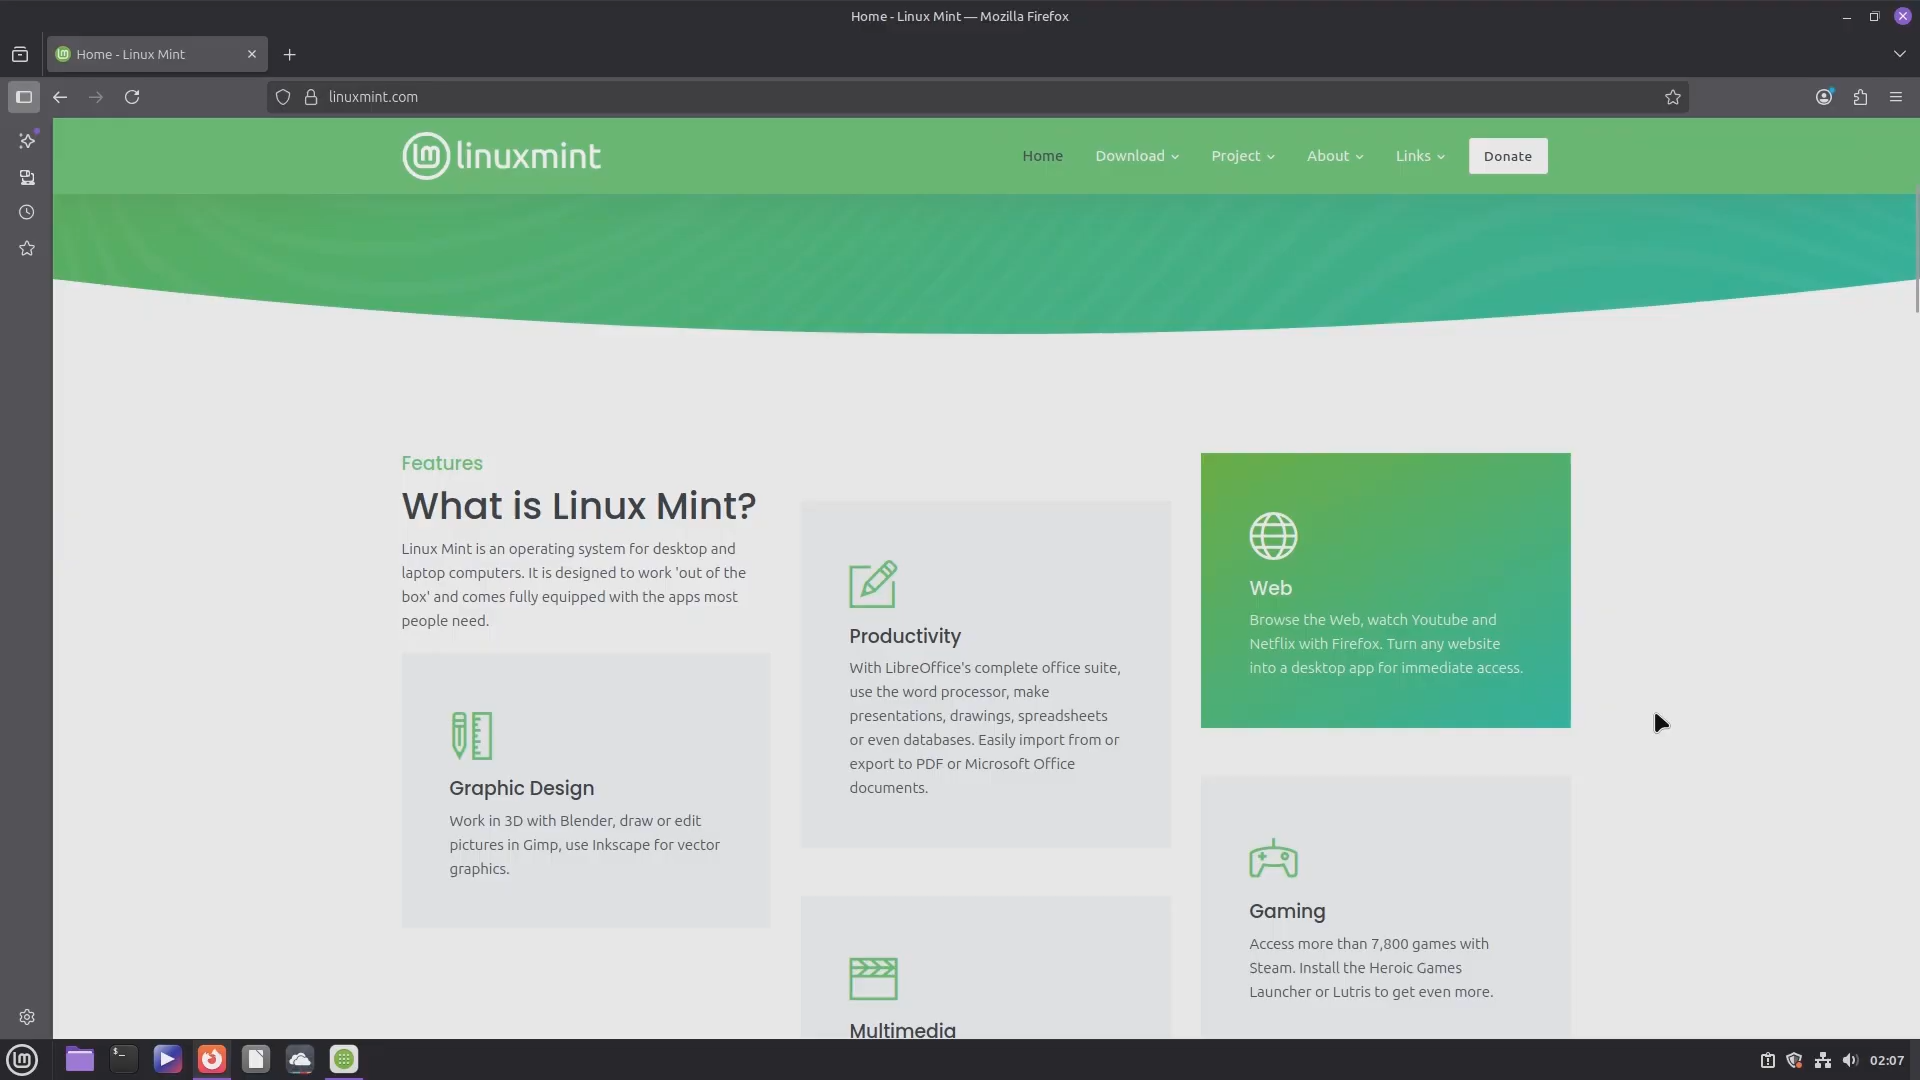 Home - Linux Mint — Mozilla Firefox
Home - Linux Mint
linuxmint.com
linuxmint
Home
Download
Project
About
Links
Donate
Features
What is Linux Mint?
Linux Mint is an operating system for desktop and
laptop computers. It is designed to work 'out of the
box' and comes fully equipped with the apps most
people need.
Graphic Design
Work in 3D with Blender, draw or edit
pictures in Gimp, use Inkscape for vector
graphics.
Productivity
With LibreOffice's complete office suite,
use the word processor, make
presentations, drawings, spreadsheets
or even databases. Easily import from or
export to PDF or Microsoft Office
documents.
Multimedia
Web
Browse the Web, watch Youtube and
Netflix with Firefox. Turn any website
into a desktop app for immediate access.
Gaming
Access more than 7,800 games with
Steam. Install the Heroic Games
Launcher or Lutris to get even more.
02:07